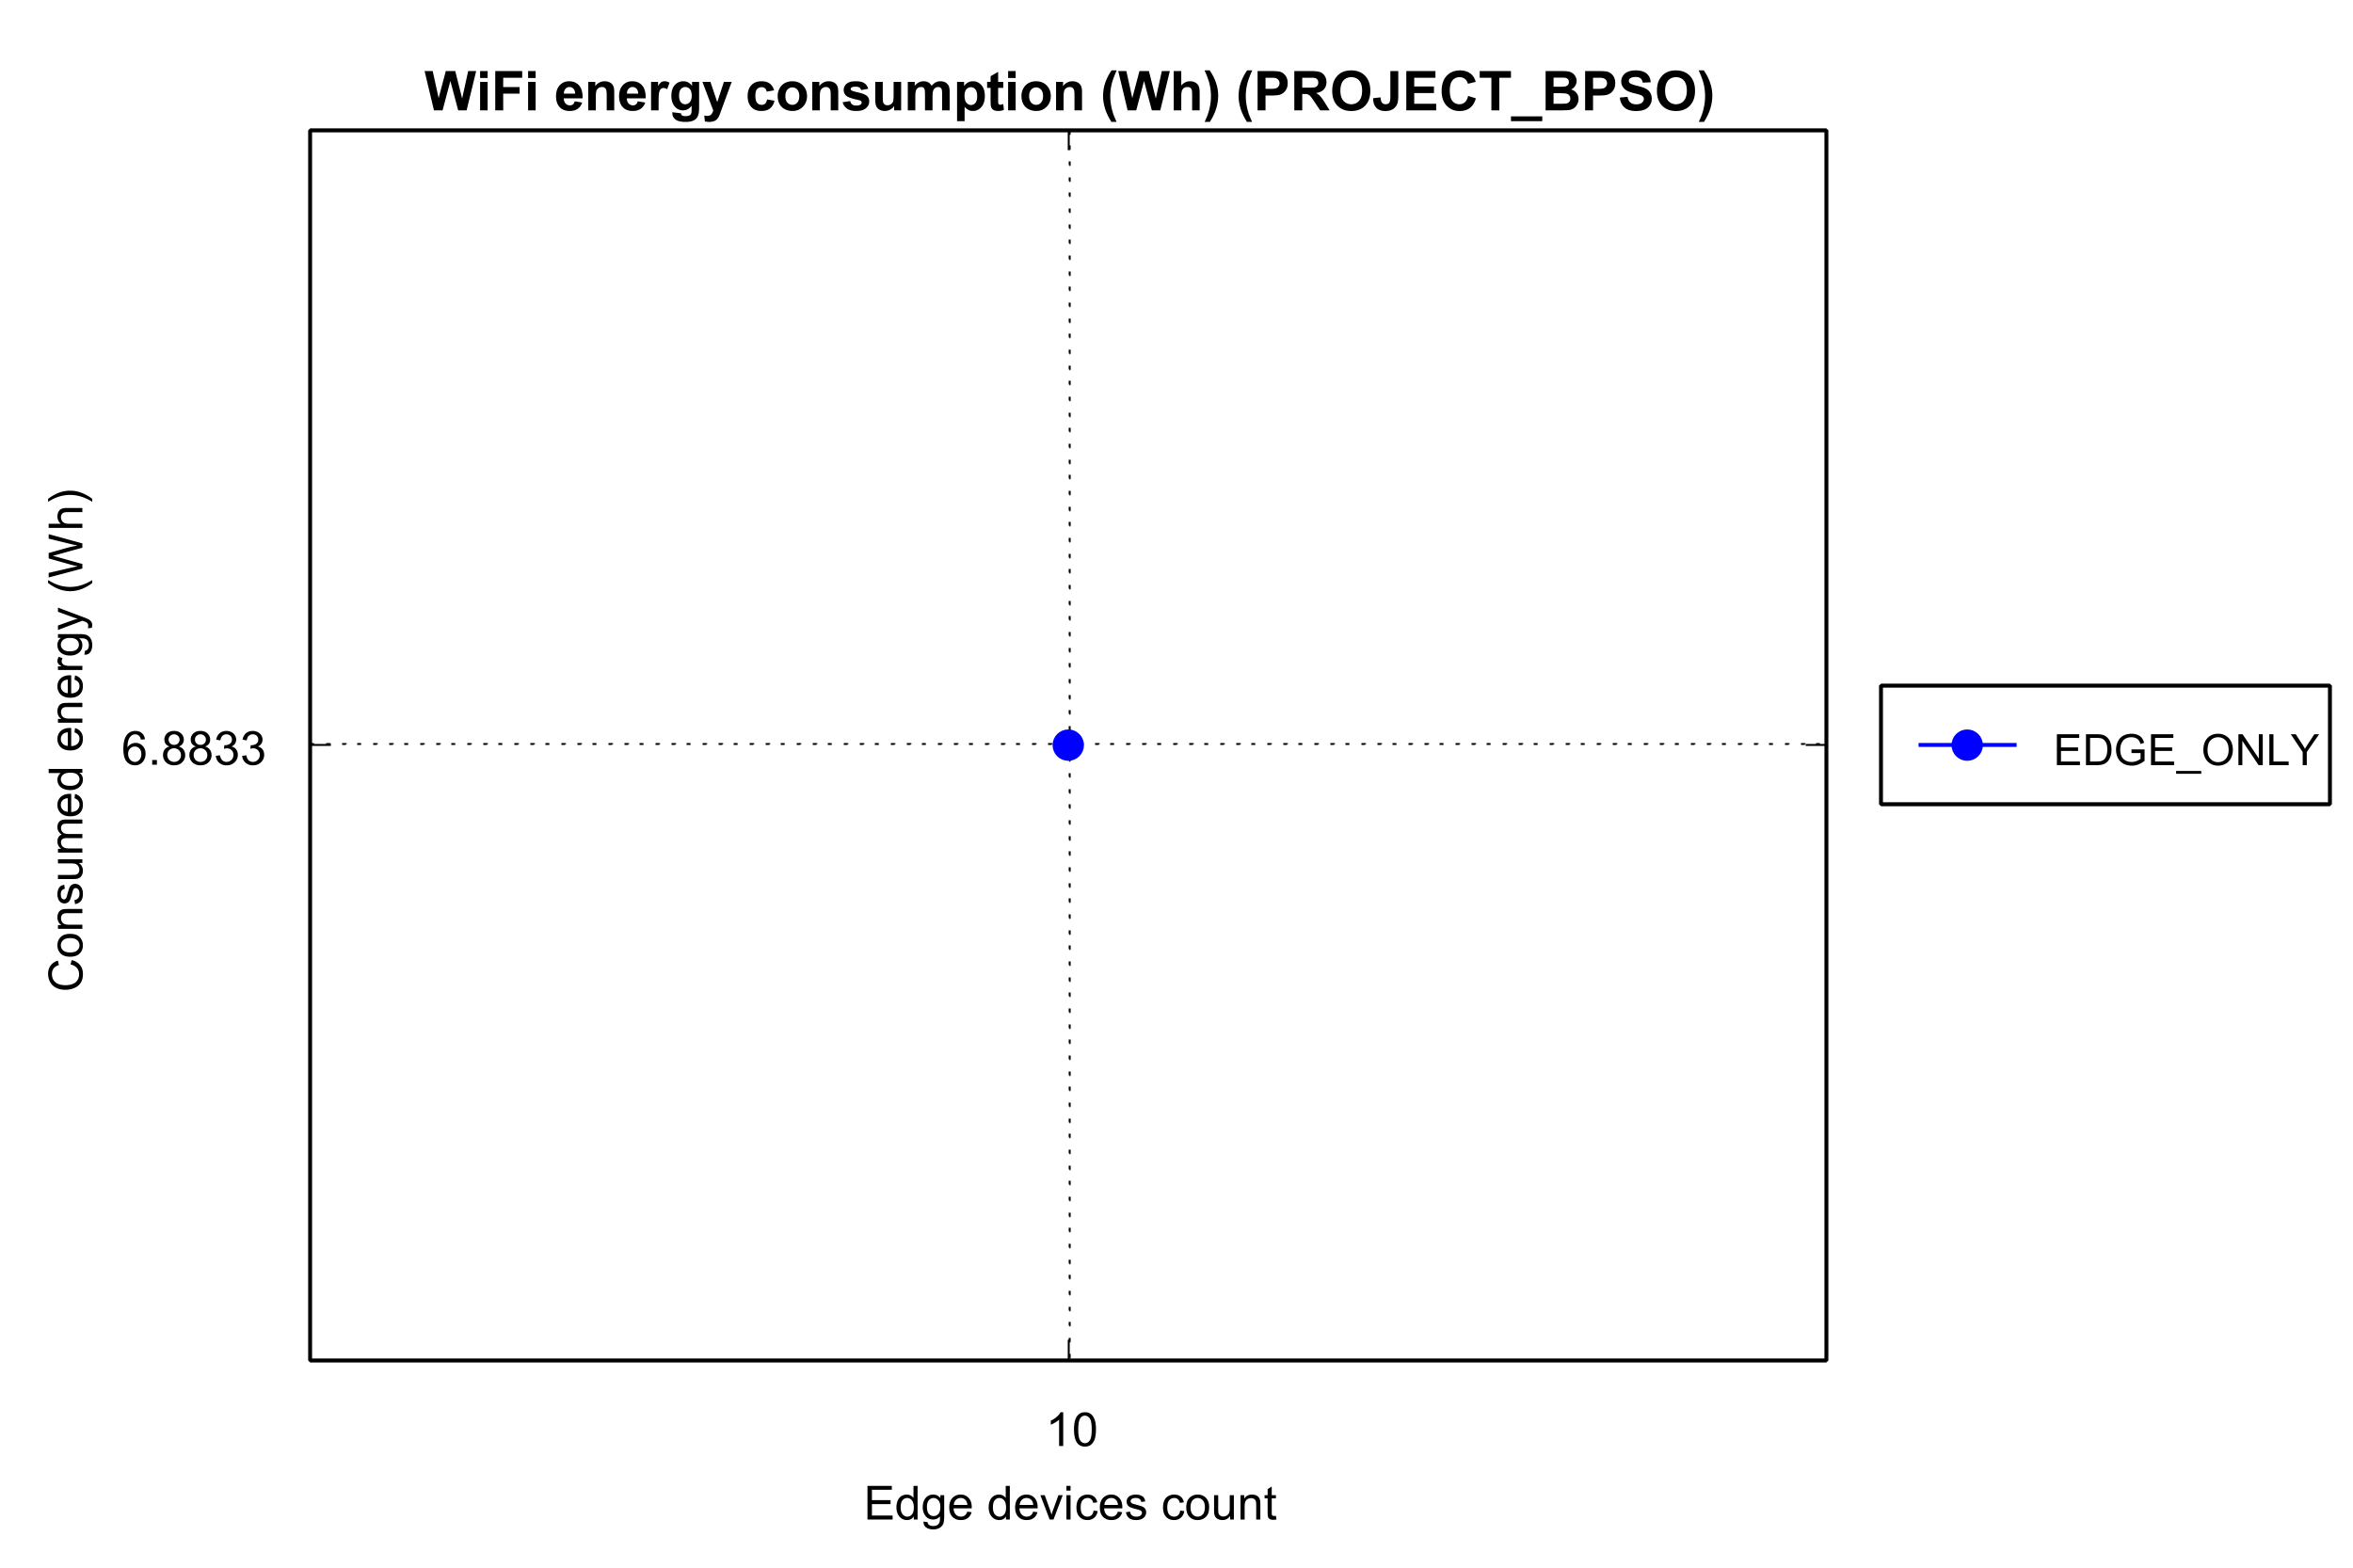 WiFi energy consumption (Wh) (PROJECT_BPSO)
Consumed energy (Wh)
6.8833
EDGE_ONLY
10
Edge devices count